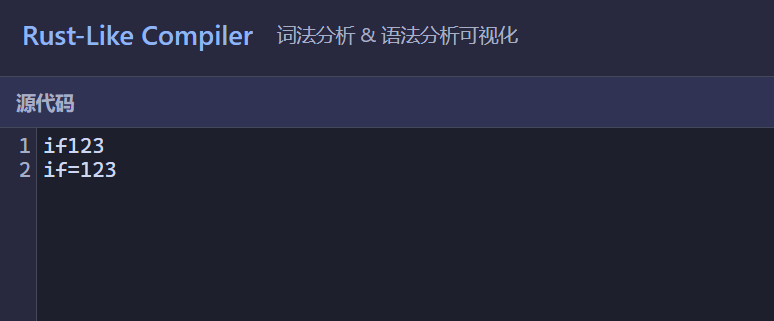 Rust-Like Compiler 词法分析 & 语法分析可视化
源代码
1 if123
2 if=123